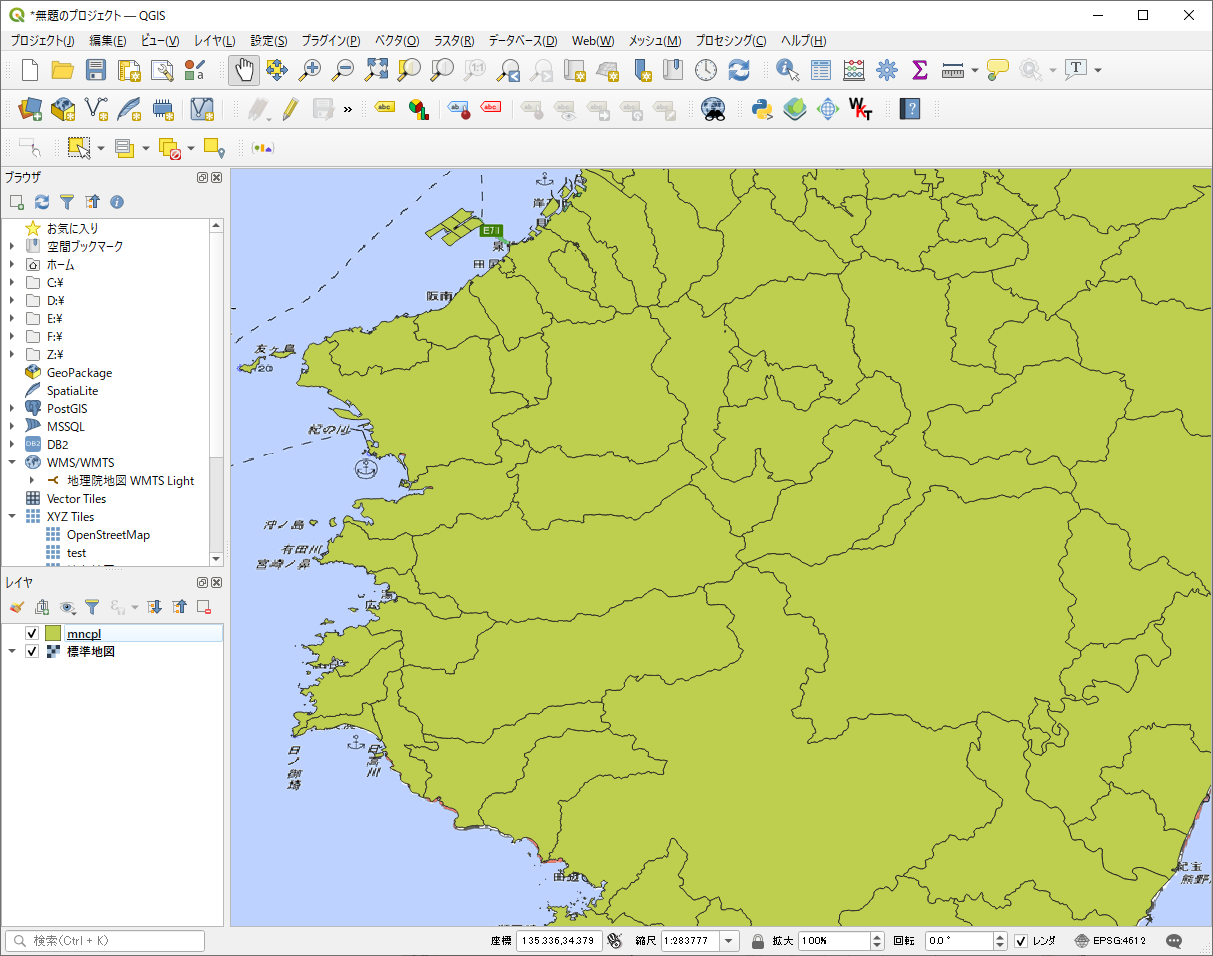 *無題のプロジェクト — QGIS
プロジェクト(J) 編集(E) ビュー(V) レイヤ(L) 設定(S) プラグイン(P) ベクタ(O) ラスタ(R) データベース(D) Web(W) メッシュ(M) プロセシング(C) ヘルプ(H)
ブラウザ
お気に入り
空間ブックマーク
ホーム
C:¥
D:¥
E:¥
F:¥
Z:¥
GeoPackage
SpatiaLite
PostGIS
MSSQL
DB2
WMS/WMTS
地理院地図 WMTS Light
Vector Tiles
XYZ Tiles
OpenStreetMap
test
レイヤ
mncpl
標準地図
E71
泉
阪南
友ヶ島
紀の川
沖ノ島
有田川
宮崎ノ鼻
広
湯
日ノ御埼
日高川
田辺
紀宝
熊野
検索(Ctrl + K)
座標 135.336,34.379 縮尺 1:283777 拡大 100% 回転 0.0 ° レンダ EPSG:4612